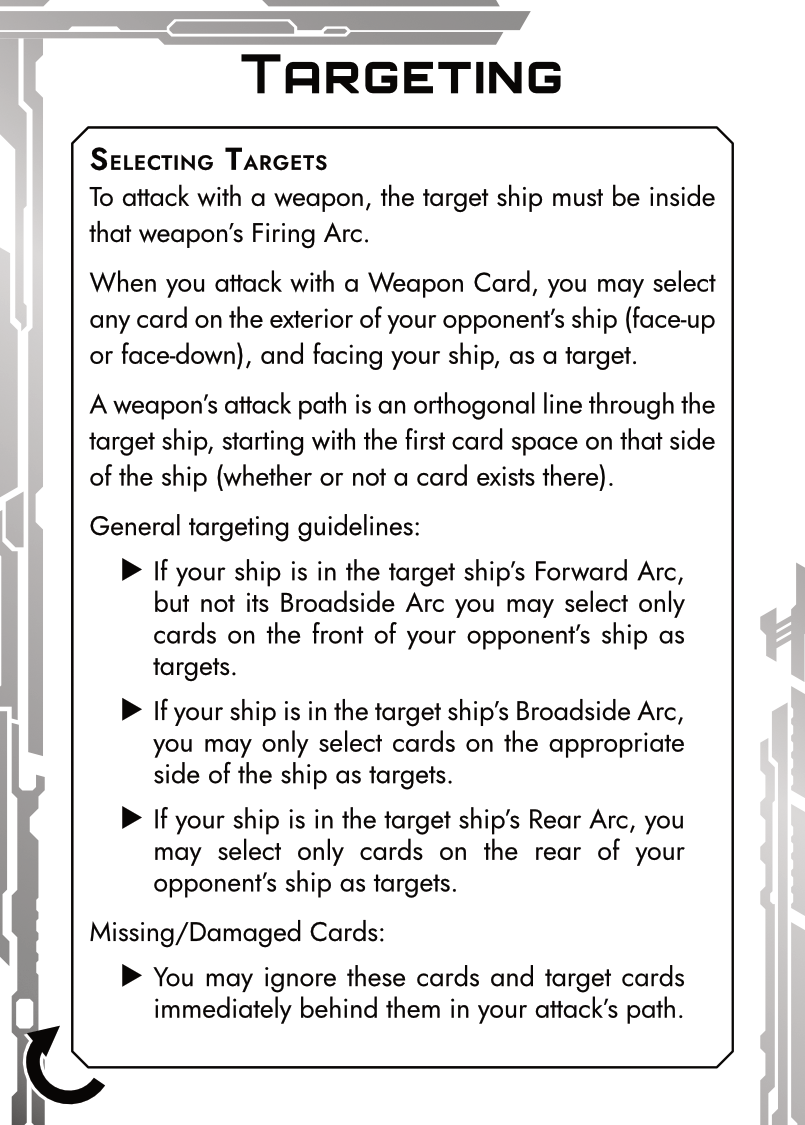 TARGETING
SELECTING TARGETS
To attack with a weapon, the target ship must be inside
that weapon's Firing Arc.
When you attack with a Weapon Card, you may select
any card on the exterior of your opponent's ship (face-up
or face-down), and facing your ship, as a target.
A weapon's attack path is an orthogonal line through the
target ship, starting with the first card space on that side
of the ship (whether or not a card exists there).
General targeting guidelines:
▶ If your ship is in the target ship's Forward Arc,
but not its Broadside Arc you may select only
cards on the front of your opponent's ship as
targets.
▶ If your ship is in the target ship's Broadside Arc,
you may only select cards on the appropriate
side of the ship as targets.
▶ If your ship is in the target ship's Rear Arc, you
may select only cards on the rear of your
opponent's ship as targets.
Missing/Damaged Cards:
▶ You may ignore these cards and target cards
immediately behind them in your attack's path.